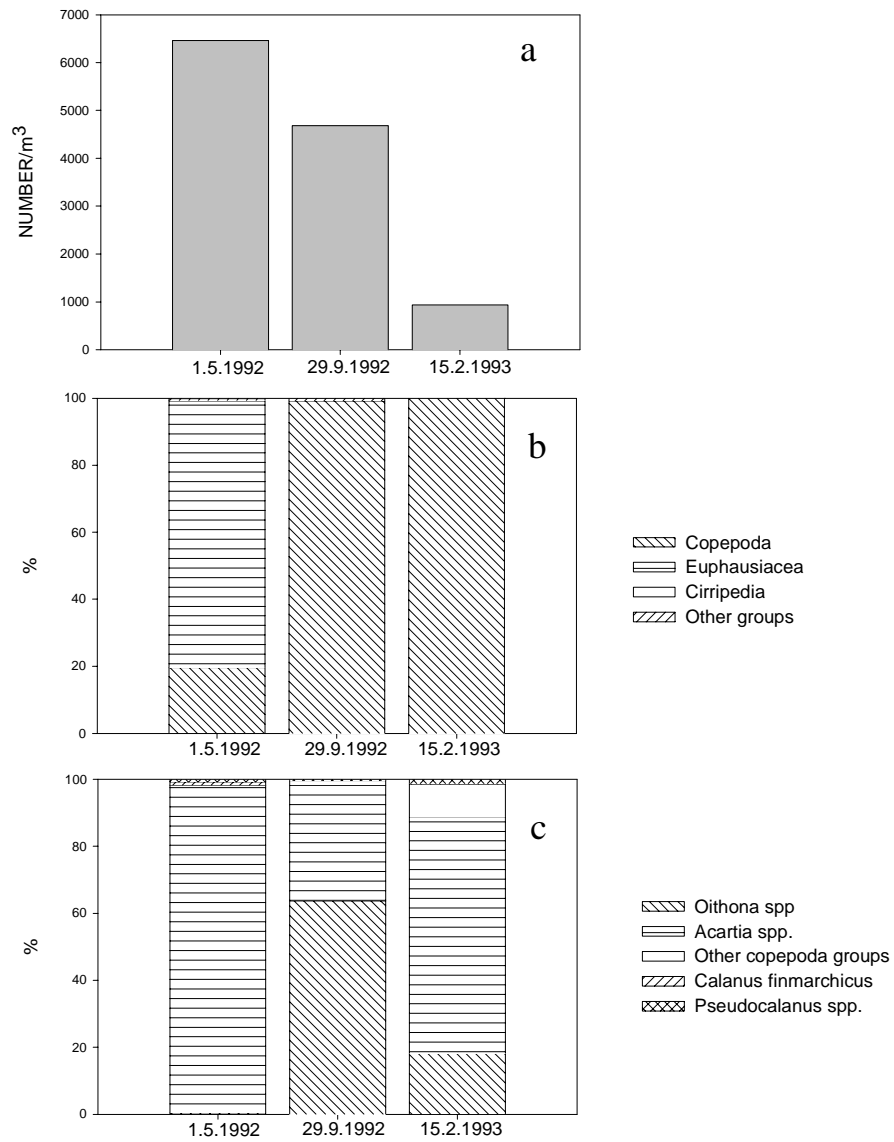 7000
6000
5000
4000
3000
2000
1000
0
NUMBER/m³
a
1.5.1992 29.9.1992 15.2.1993
100
80
60
40
20
0
%
b
1.5.1992 29.9.1992 15.2.1993
Copepoda
Euphausiacea
Cirripedia
Other groups
100
80
60
40
20
0
%
c
1.5.1992 29.9.1992 15.2.1993
Oithona spp
Acartia spp.
Other copepoda groups
Calanus finmarchicus
Pseudocalanus spp.